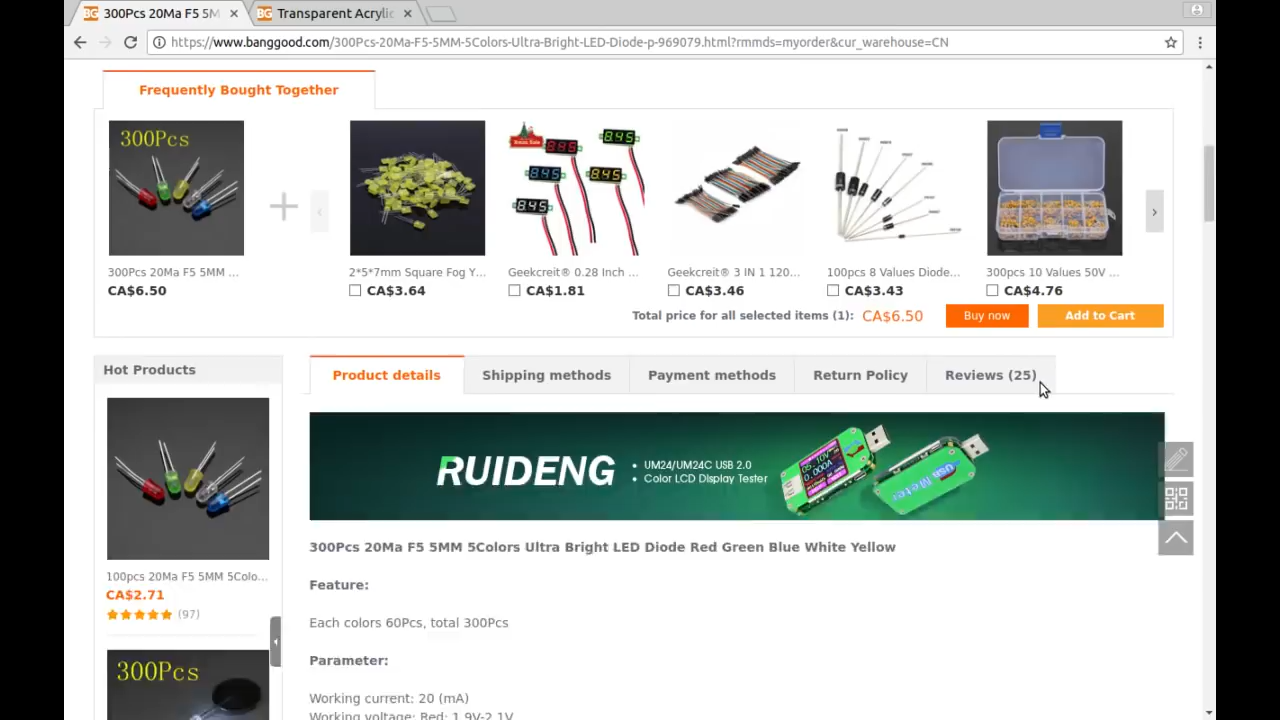 300Pcs 20Ma F5 5M
Transparent Acrylic
https://www.banggood.com/300Pcs-20Ma-F5-5MM-5Colors-Ultra-Bright-LED-Diode-p-969079.html?rmmds=myorder&cur_warehouse=CN
Frequently Bought Together
300Pcs
300Pcs 20Ma F5 5MM ...
CA$6.50
2*5*7mm Square Fog Y...
CA$3.64
Geekcreit® 0.28 Inch ...
CA$1.81
Geekcreit® 3 IN 1 120...
CA$3.46
100pcs 8 Values Diode...
CA$3.43
300pcs 10 Values 50V ...
CA$4.76
Total price for all selected items (1): CA$6.50
Buy now
Add to Cart
Hot Products
100pcs 20Ma F5 5MM 5Colo...
CA$2.71
(97)
300Pcs
Product details
Shipping methods
Payment methods
Return Policy
Reviews (25)
RUIDENG
• UM24/UM24C USB 2.0
• Color LCD Display Tester
300Pcs 20Ma F5 5MM 5Colors Ultra Bright LED Diode Red Green Blue White Yellow
Feature:
Each colors 60Pcs, total 300Pcs
Parameter:
Working current: 20 (mA)
Working voltage: Red: 1.9V-2.1V